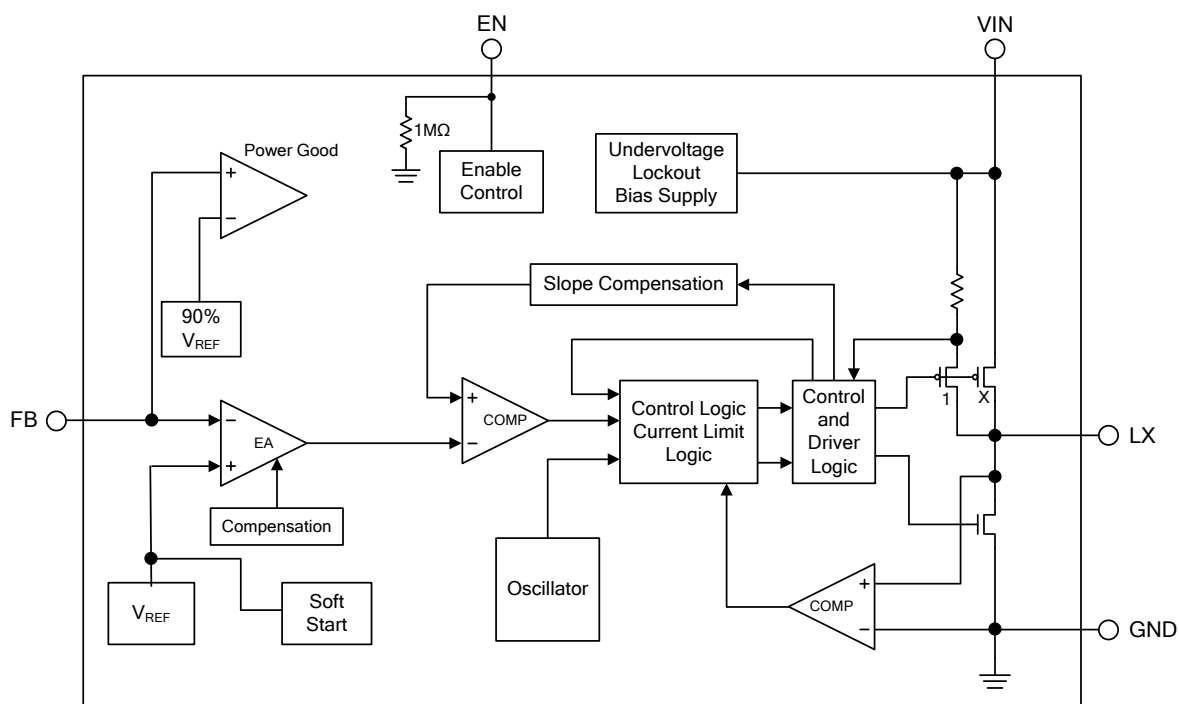 EN
VIN
Power Good
+
−
1MΩ
Enable
Control
Undervoltage
Lockout
Bias Supply
90%
VREF
Slope Compensation
FB
−
+
EA
+
−
COMP
Control Logic
Current Limit
Logic
Control
and
Driver
Logic
1
X
LX
Compensation
VREF
Soft
Start
Oscillator
COMP
+
−
GND